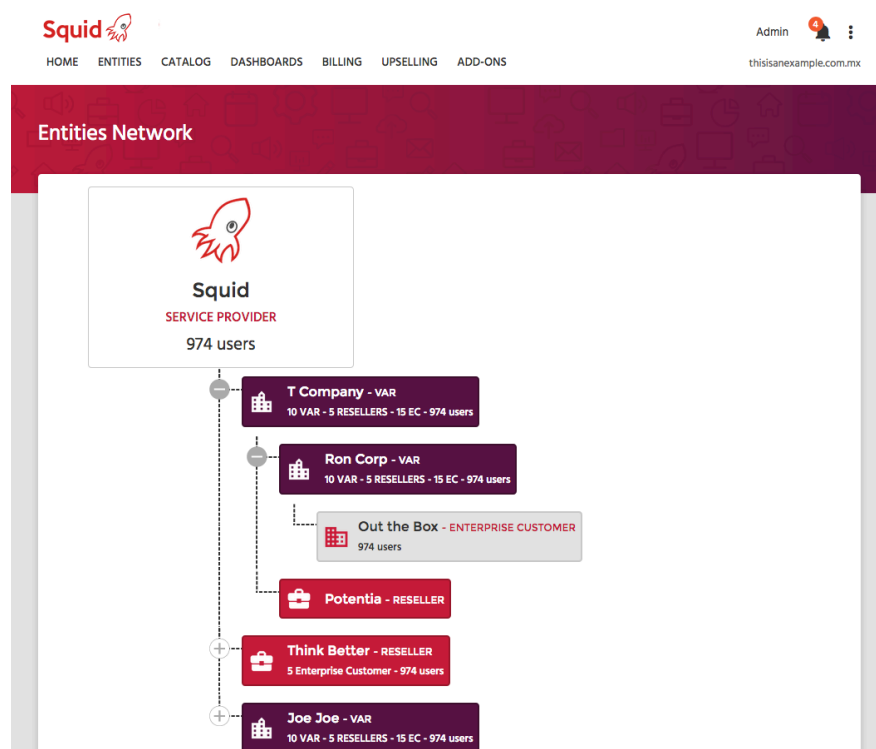 Squid
Admin
4
HOME ENTITIES CATALOG DASHBOARDS BILLING UPSELLING ADD-ONS
thisisanexample.com.mx
Entities Network
Squid
SERVICE PROVIDER
974 users
T Company - VAR
10 VAR - 5 RESELLERS - 15 EC - 974 users
Ron Corp - VAR
10 VAR - 5 RESELLERS - 15 EC - 974 users
Out the Box - ENTERPRISE CUSTOMER
974 users
Potentia - RESELLER
Think Better - RESELLER
5 Enterprise Customer - 974 users
Joe Joe - VAR
10 VAR - 5 RESELLERS - 15 EC - 974 users